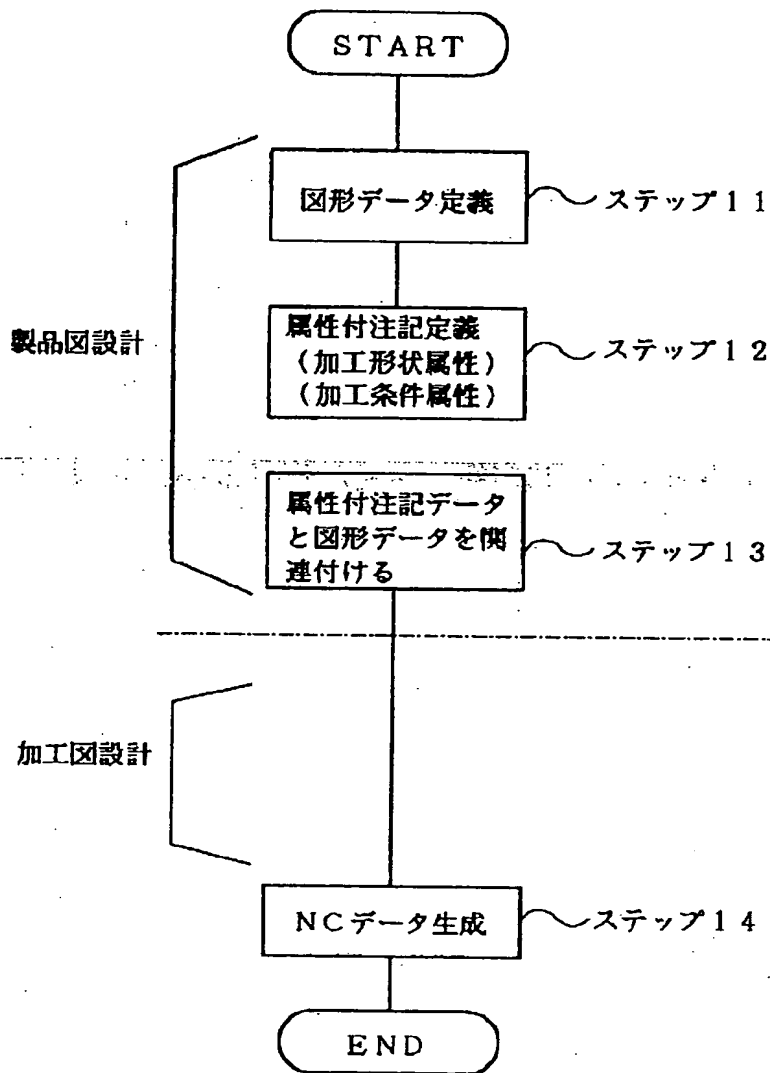 START
図形データ定義
ステップ11
製品図設計
属性付注記定義
(加工形状属性)
(加工条件属性)
ステップ12
属性付注記データ
と図形データを関
連付ける
ステップ13
加工図設計
NCデータ生成
ステップ14
END